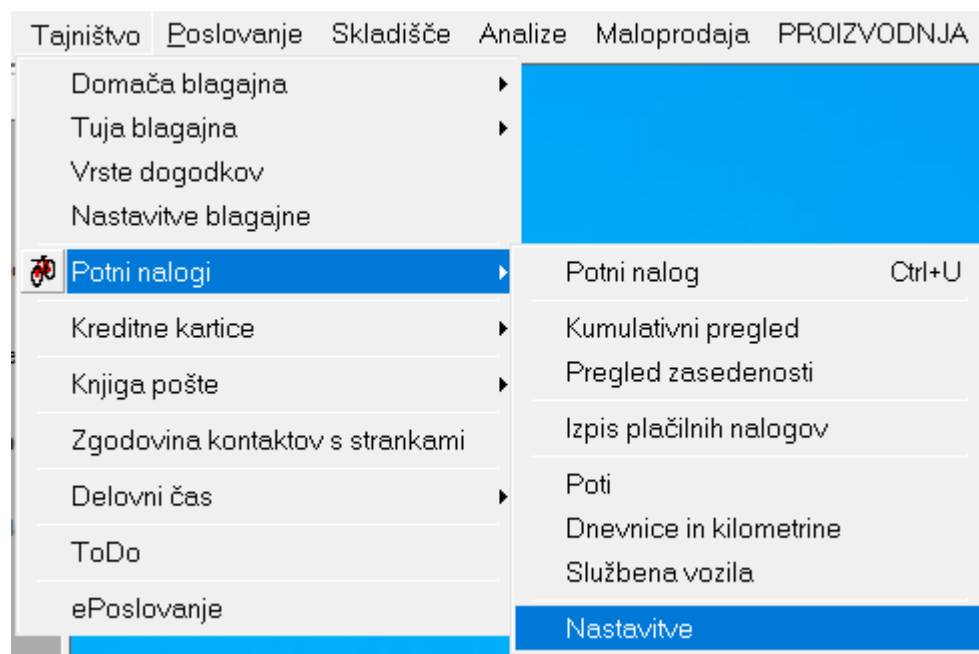 Tajništvo Poslovanje Skladišče Analize Maloprodaja PROIZVODNJA
Domača blagajna
Tuja blagajna
Vrste dogodkov
Nastavitve blagajne
Potni nalogi
Kreditne kartice
Knjiga pošte
Zgodovina kontaktov s strankami
Delovni čas
ToDo
ePoslovanje
Potni nalog Ctrl+U
Kumulativni pregled
Pregled zasedenosti
Izpis plačilnih nalogov
Poti
Dnevnice in kilometrine
Službena vozila
Nastavitve